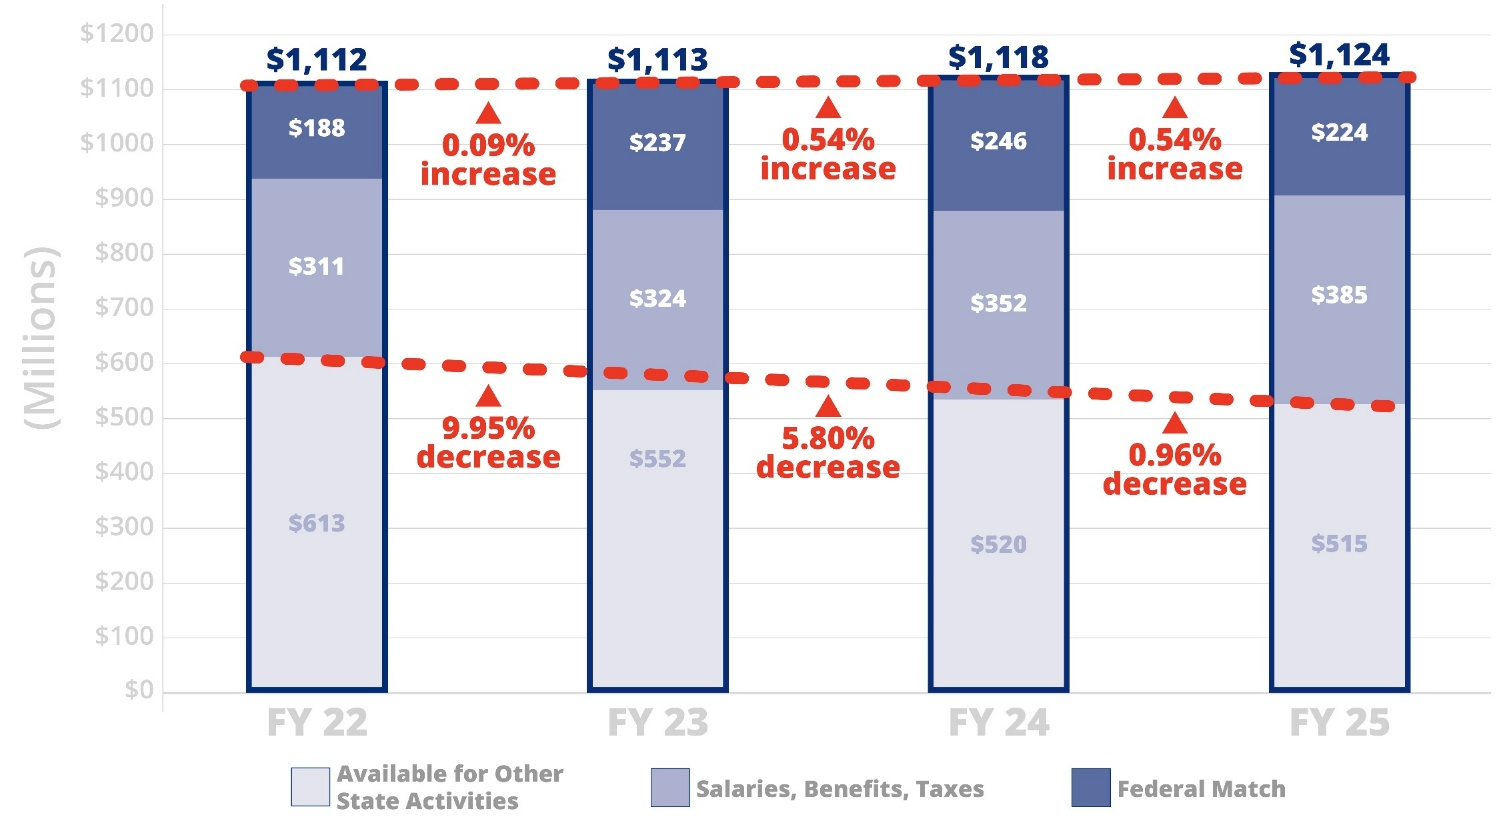 (Millions)
$1200
$1100
$1000
$900
$800
$700
$600
$500
$400
$300
$200
$100
$0
$1,112
$1,113
$1,118
$1,124
$188
$237
$246
$224
0.09%
increase
0.54%
increase
0.54%
increase
$311
$324
$352
$385
9.95%
decrease
5.80%
decrease
0.96%
decrease
$613
$552
$520
$515
FY 22
FY 23
FY 24
FY 25
Available for Other
State Activities
Salaries, Benefits, Taxes
Federal Match